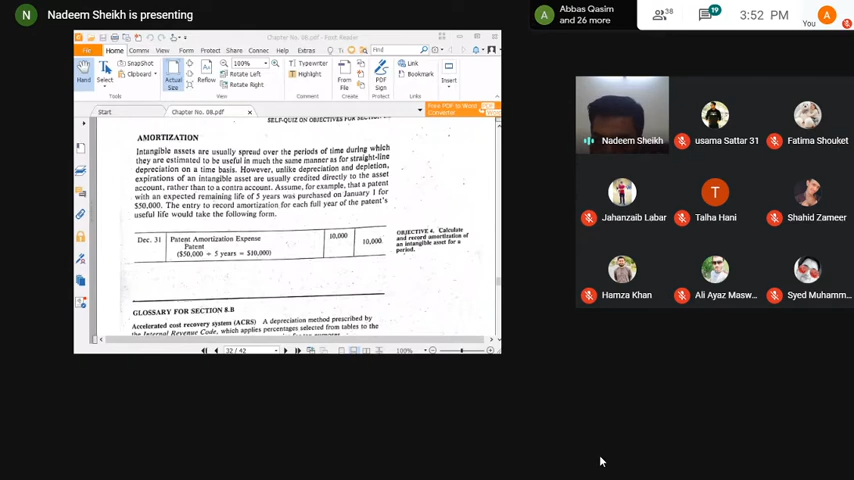 N Nadeem Sheikh is presenting
A Abbas Qasim and 26 more
38
19
3:52 PM
You
A
Chapter No. 08.pdf - Foxit Reader
File Home Comment View Form Protect Share Connect Help Extras Find
Hand
Select
SnapShot
Clipboard
Actual Size
Reflow
100%
Rotate Left
Rotate Right
Typewriter
Highlight
From File
PDF Sign
Link
Bookmark
Insert
Tools
View
Comment
Create
Protect
Links
Start
Chapter No. 08.pdf
Free PDF to Word Converter
SELF-QUIZ ON OBJECTIVES FOR SECTION
AMORTIZATION
Intangible assets are usually spread over the periods of time during which
they are estimated to be useful in much the same manner as for straight-line
depreciation on a time basis. However, unlike depreciation and depletion,
expirations of an intangible asset are usually credited directly to the asset
account, rather than to a contra account. Assume, for example, that a patent
with an expected remaining life of 5 years was purchased on January 1 for
$50,000. The entry to record amortization for each full year of the patent's
useful life would take the following form.
Dec. 31 Patent Amortization Expense 10,000
Patent 10,000
($50,000 ÷ 5 years = $10,000)
OBJECTIVE 4. Calculate
and record amortization of
an intangible asset for a
period.
GLOSSARY FOR SECTION 8.B
Accelerated cost recovery system (ACRS) A depreciation method prescribed by
the Internal Revenue Code, which applies percentages selected from tables to the
32 / 42
100%
Nadeem Sheikh
usama Sattar 31
Fatima Shouket
Jahanzaib Labar
T
Talha Hani
Shahid Zameer
Hamza Khan
Ali Ayaz Masw...
Syed Muhamm...